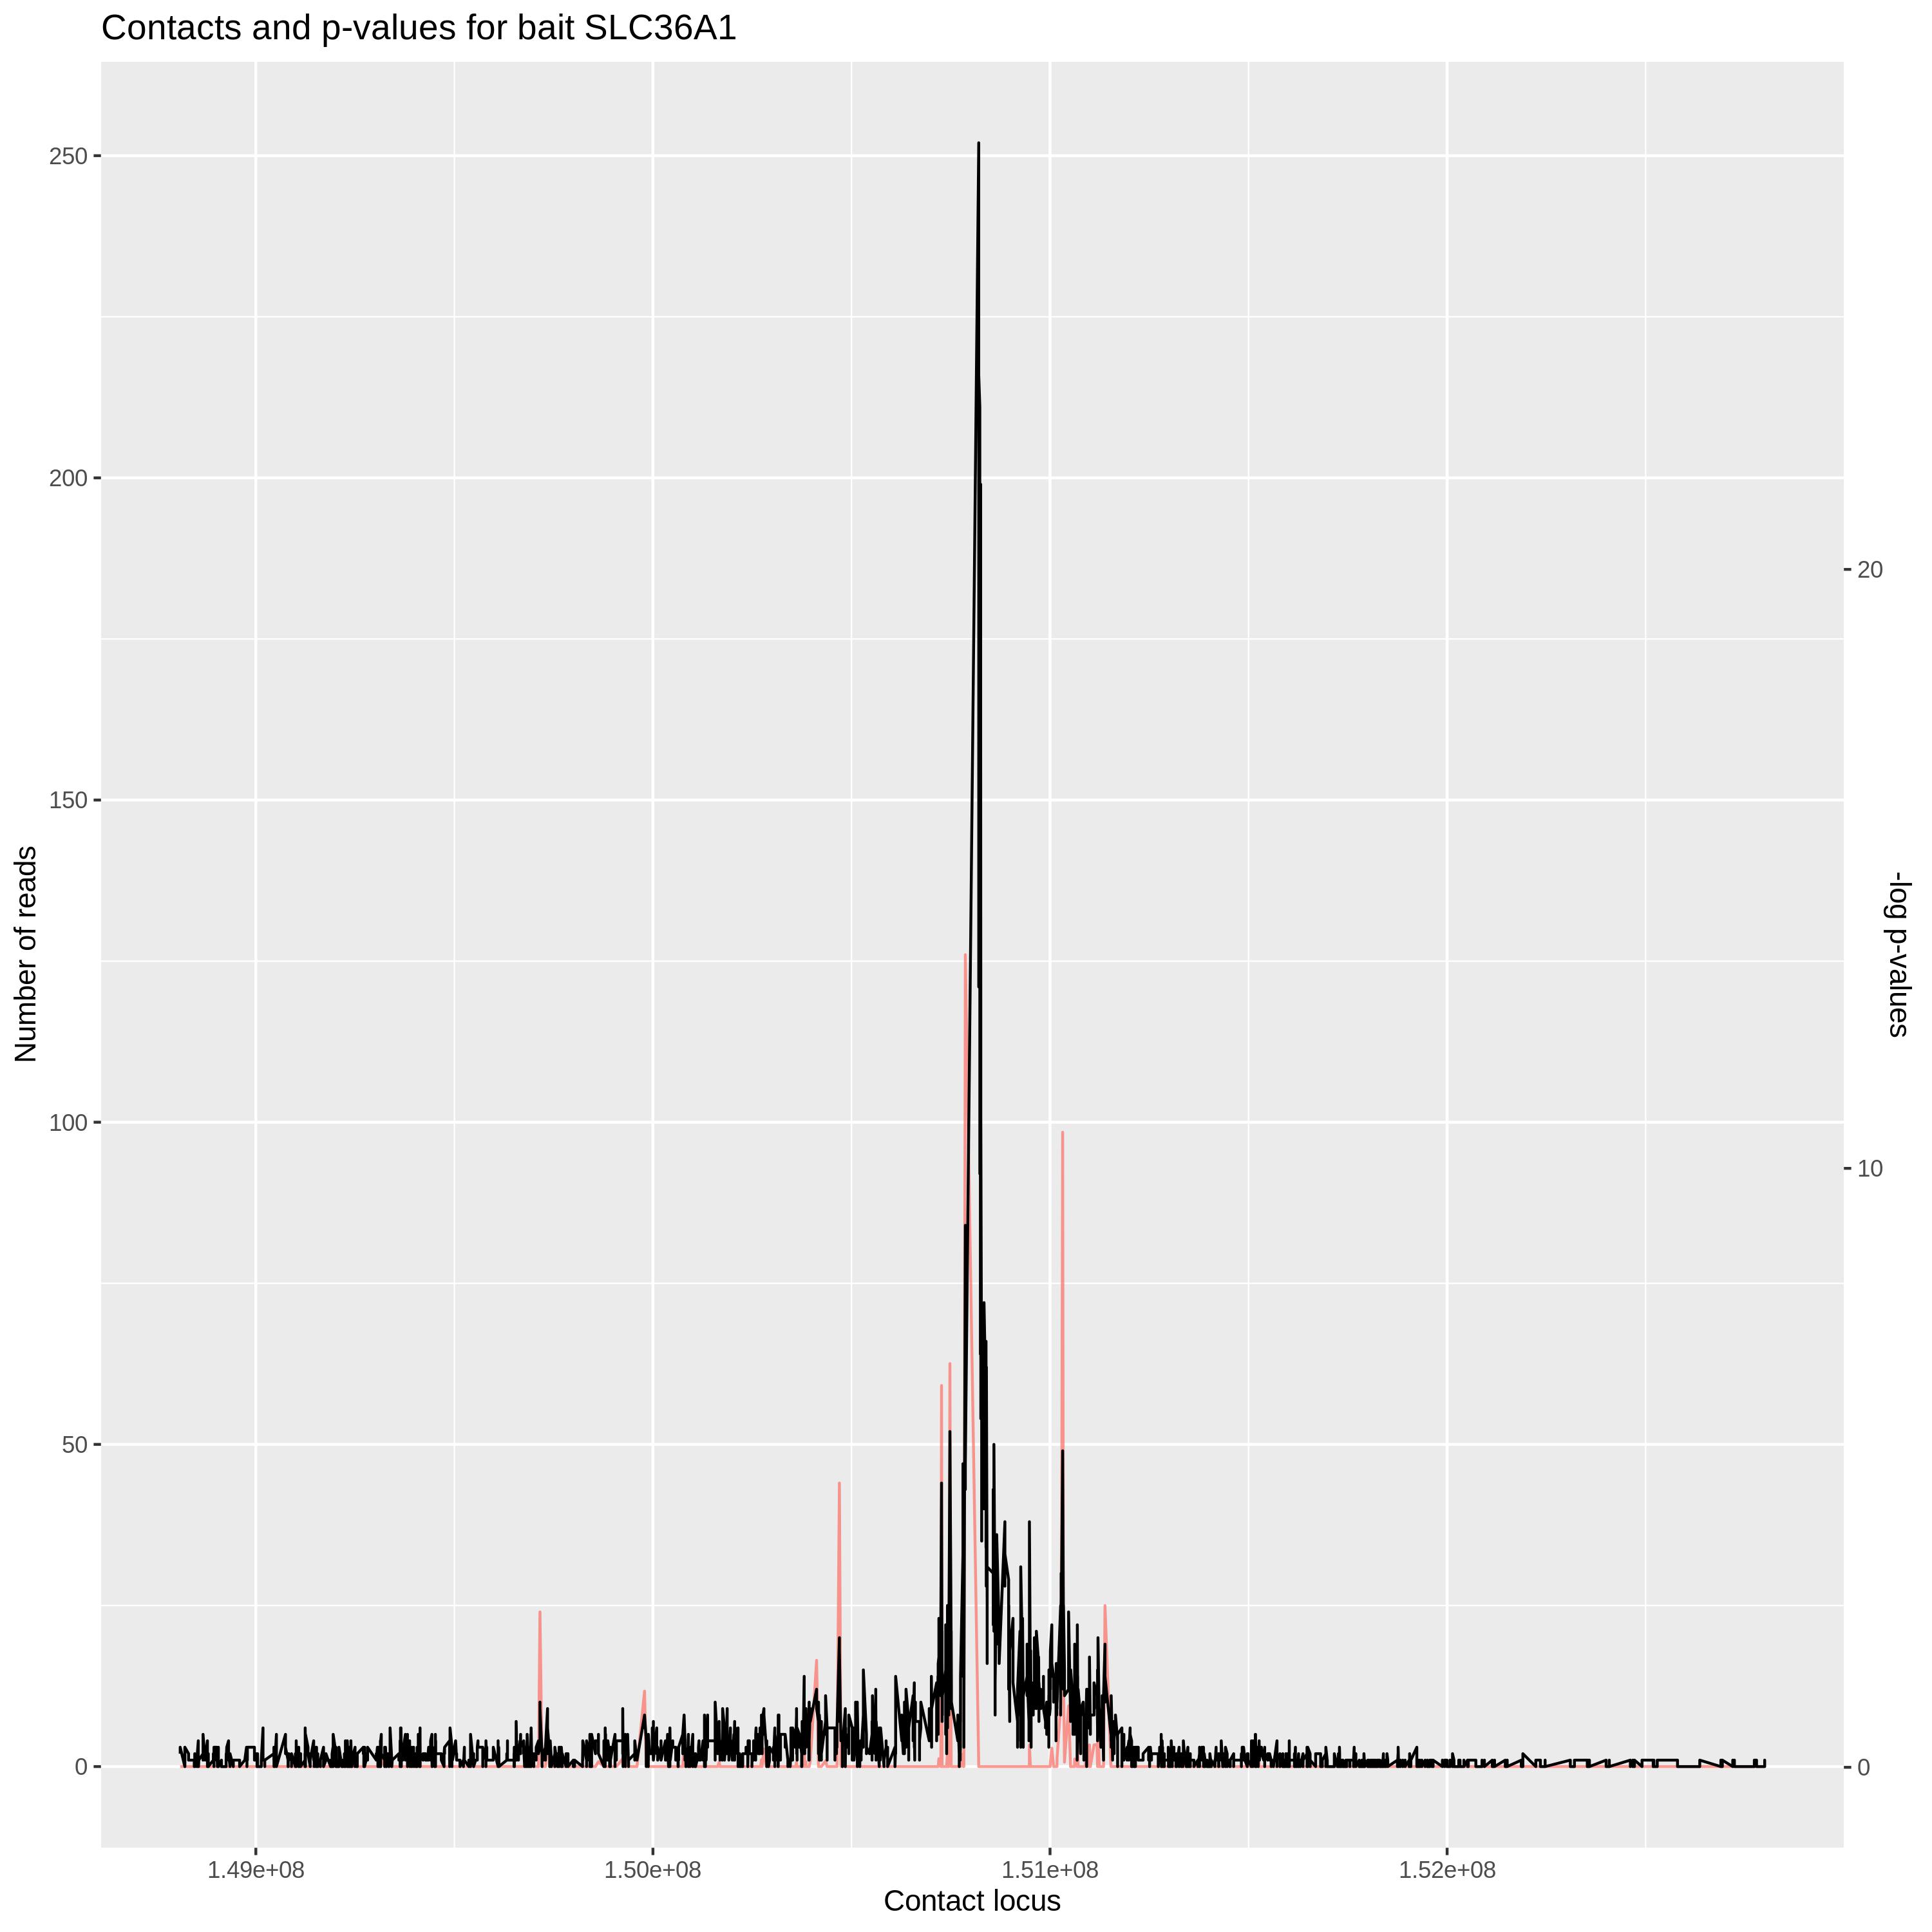 Contacts and p-values for bait SLC36A1
250
200
150
100
50
0
Number of reads
20
10
0
-log p-values
1.49e+08 1.50e+08 1.51e+08 1.52e+08
Contact locus